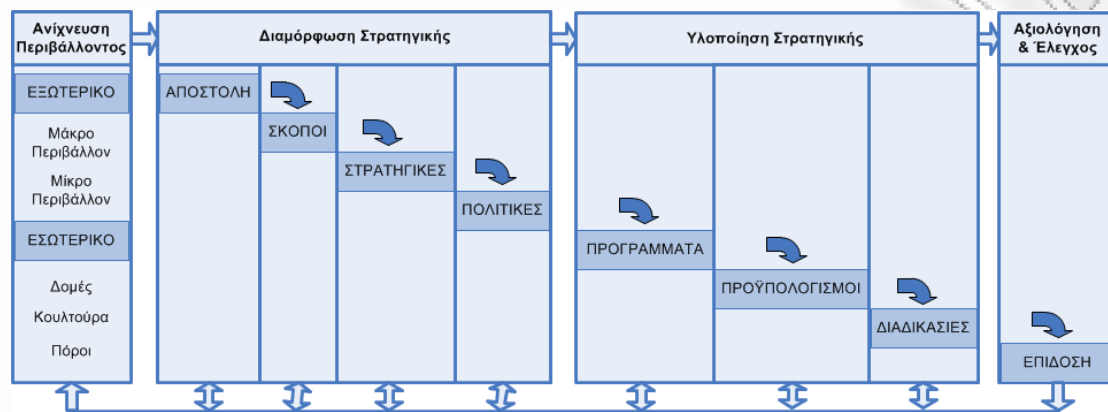 Ανίχνευση
Περιβάλλοντος
Διαμόρφωση Στρατηγικής
Υλοποίηση Στρατηγικής
Αξιολόγηση
& Έλεγχος
ΕΞΩΤΕΡΙΚΟ
Μάκρο
Περιβάλλον
Μίκρο
Περιβάλλον
ΕΣΩΤΕΡΙΚΟ
Δομές
Κουλτούρα
Πόροι
ΑΠΟΣΤΟΛΗ
ΣΚΟΠΟΙ
ΣΤΡΑΤΗΓΙΚΕΣ
ΠΟΛΙΤΙΚΕΣ
ΠΡΟΓΡΑΜΜΑΤΑ
ΠΡΟΫΠΟΛΟΓΙΣΜΟΙ
ΔΙΑΔΙΚΑΣΙΕΣ
ΕΠΙΔΟΣΗ